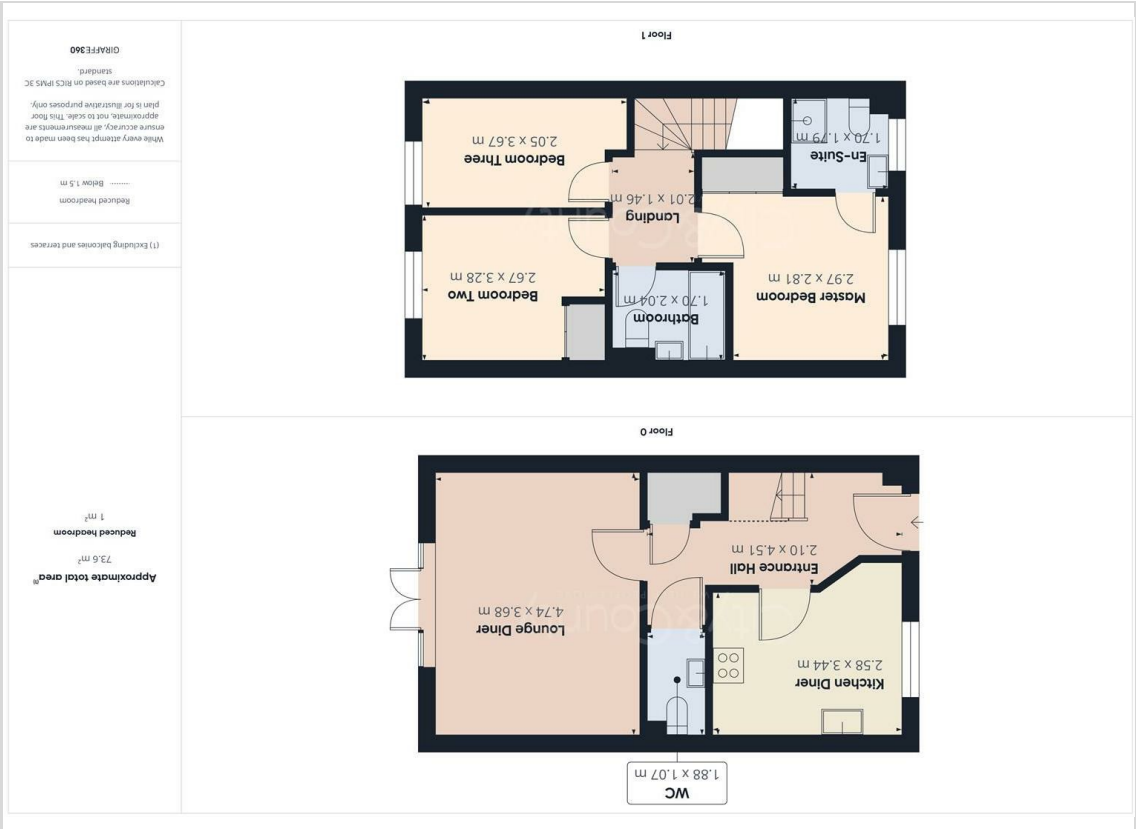 WC
1.88 x 1.07 m
Kitchen Diner
2.58 x 3.44 m
Lounge Diner
4.74 x 3.68 m
Entrance Hall
2.10 x 4.51 m
Floor 0
Master Bedroom
2.97 x 2.81 m
Bathroom
1.70 x 2.04 m
Bedroom Two
2.67 x 3.28 m
Landing
2.01 x 1.46 m
En-Suite
1.70 x 1.79 m
Bedroom Three
2.05 x 3.67 m
Floor 1
Approximate total area(1)
73.6 m²
Reduced headroom
1 m²
(1) Excluding balconies and terraces
Reduced headroom
Below 1.5 m
While every attempt has been made to
ensure accuracy, all measurements are
approximate, not to scale. This floor
plan is for illustrative purposes only.
Calculations are based on RICS IPMS 3C
standard.
GIRAFFE360